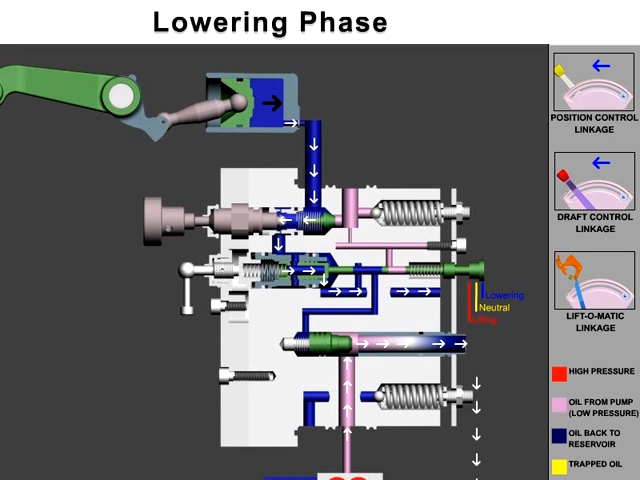 Lowering Phase
POSITION CONTROL
LINKAGE
DRAFT CONTROL
LINKAGE
LIFT-O-MATIC
LINKAGE
Lowering
Neutral
Lifting
HIGH PRESSURE
OIL FROM PUMP
(LOW PRESSURE)
OIL BACK TO
RESERVOIR
TRAPPED OIL